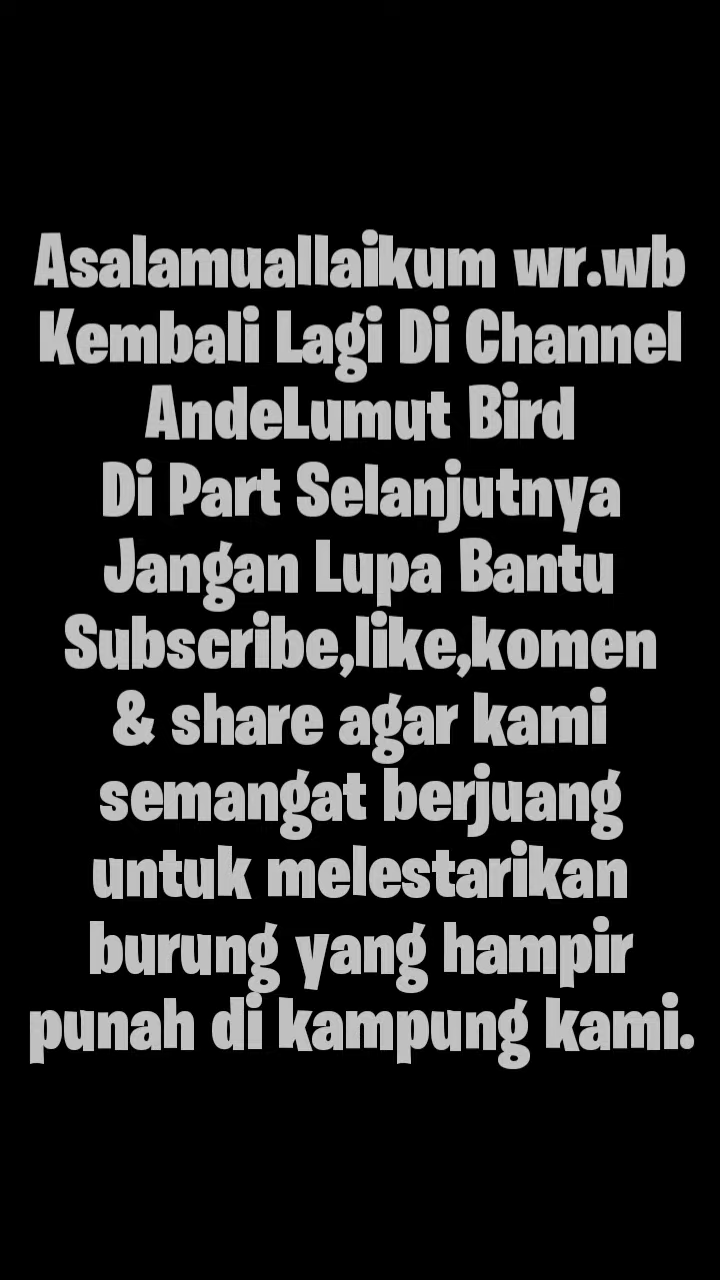 Asalamuallaikum wr.wb
Kembali Lagi Di Channel
AndeLumut Bird
Di Part Selanjutnya
Jangan Lupa Bantu
Subscribe,like,komen
& share agar kami
semangat berjuang
untuk melestarikan
burung yang hampir
punah di kampung kami.